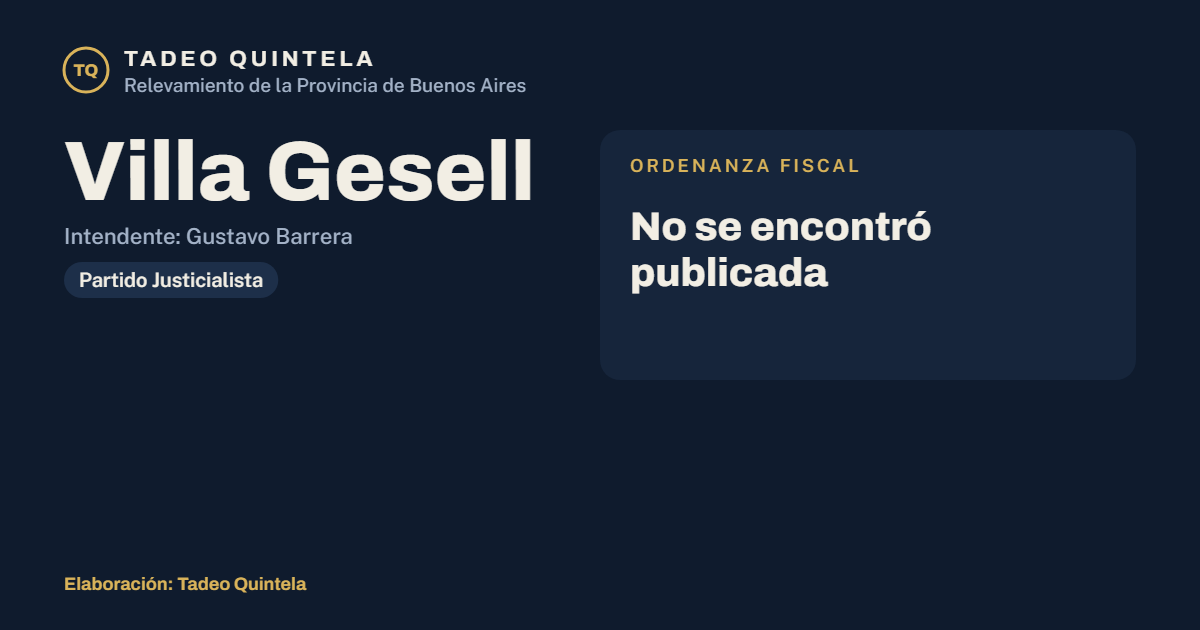 TQ
TADEO QUINTELA
Relevamiento de la Provincia de Buenos Aires
Villa Gesell
Intendente: Gustavo Barrera
Partido Justicialista
ORDENANZA FISCAL
No se encontró
publicada
Elaboración: Tadeo Quintela